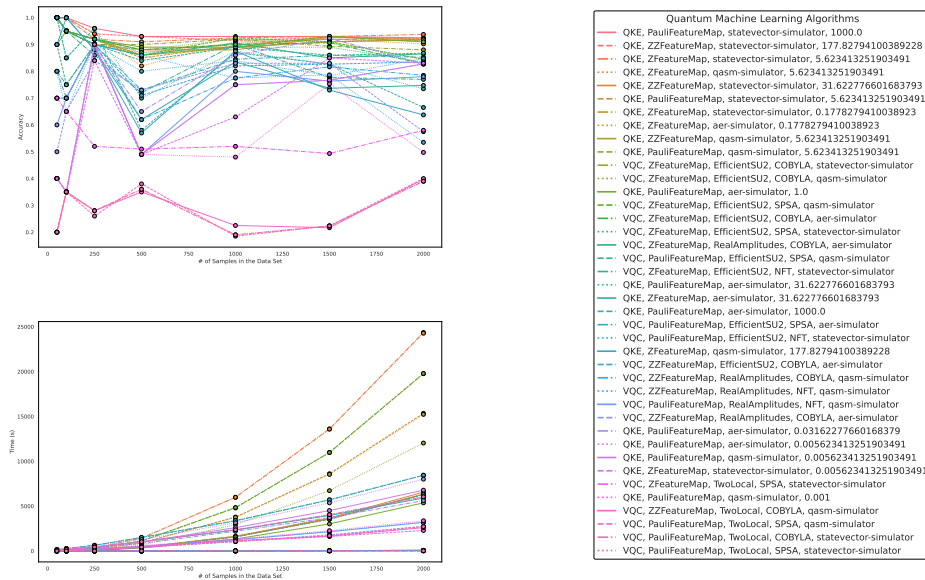 1.0
0.9
0.8
0.7
0.6
0.5
0.4
0.3
0.2
Accuracy
0 250 500 750 1000 1250 1500 1750 2000
# of Samples in the Data Set
25000
20000
15000
10000
5000
0
Time (s)
0 250 500 750 1000 1250 1500 1750 2000
# of Samples in the Data Set
Quantum Machine Learning Algorithms
QKE, PauliFeatureMap, statevector-simulator, 1000.0
QKE, ZZFeatureMap, statevector-simulator, 177.82794100389228
QKE, ZFeatureMap, statevector-simulator, 5.623413251903491
QKE, ZFeatureMap, qasm-simulator, 5.623413251903491
QKE, ZZFeatureMap, statevector-simulator, 31.622776601683793
QKE, PauliFeatureMap, statevector-simulator, 5.623413251903491
QKE, ZFeatureMap, statevector-simulator, 0.1778279410038923
QKE, ZFeatureMap, aer-simulator, 0.1778279410038923
QKE, ZZFeatureMap, qasm-simulator, 5.623413251903491
QKE, PauliFeatureMap, qasm-simulator, 5.623413251903491
VQC, ZFeatureMap, EfficientSU2, COBYLA, statevector-simulator
VQC, ZFeatureMap, EfficientSU2, COBYLA, qasm-simulator
QKE, PauliFeatureMap, aer-simulator, 1.0
VQC, ZFeatureMap, EfficientSU2, SPSA, qasm-simulator
VQC, ZFeatureMap, EfficientSU2, COBYLA, aer-simulator
VQC, ZFeatureMap, EfficientSU2, SPSA, statevector-simulator
VQC, ZFeatureMap, RealAmplitudes, COBYLA, aer-simulator
VQC, PauliFeatureMap, EfficientSU2, SPSA, qasm-simulator
VQC, ZFeatureMap, EfficientSU2, NFT, statevector-simulator
QKE, PauliFeatureMap, aer-simulator, 31.622776601683793
QKE, ZFeatureMap, aer-simulator, 31.622776601683793
QKE, PauliFeatureMap, aer-simulator, 1000.0
VQC, PauliFeatureMap, EfficientSU2, SPSA, aer-simulator
VQC, PauliFeatureMap, EfficientSU2, NFT, statevector-simulator
QKE, ZFeatureMap, qasm-simulator, 177.82794100389228
VQC, ZZFeatureMap, EfficientSU2, COBYLA, aer-simulator
VQC, ZZFeatureMap, RealAmplitudes, COBYLA, qasm-simulator
VQC, ZZFeatureMap, RealAmplitudes, NFT, qasm-simulator
VQC, PauliFeatureMap, RealAmplitudes, NFT, qasm-simulator
VQC, ZZFeatureMap, RealAmplitudes, COBYLA, aer-simulator
QKE, PauliFeatureMap, aer-simulator, 0.03162277660168379
QKE, PauliFeatureMap, aer-simulator, 0.005623413251903491
QKE, PauliFeatureMap, qasm-simulator, 0.005623413251903491
QKE, ZFeatureMap, statevector-simulator, 0.005623413251903491
VQC, ZFeatureMap, TwoLocal, SPSA, statevector-simulator
QKE, PauliFeatureMap, qasm-simulator, 0.001
VQC, ZZFeatureMap, TwoLocal, COBYLA, qasm-simulator
VQC, PauliFeatureMap, TwoLocal, SPSA, qasm-simulator
VQC, PauliFeatureMap, TwoLocal, COBYLA, statevector-simulator
VQC, PauliFeatureMap, TwoLocal, SPSA, statevector-simulator